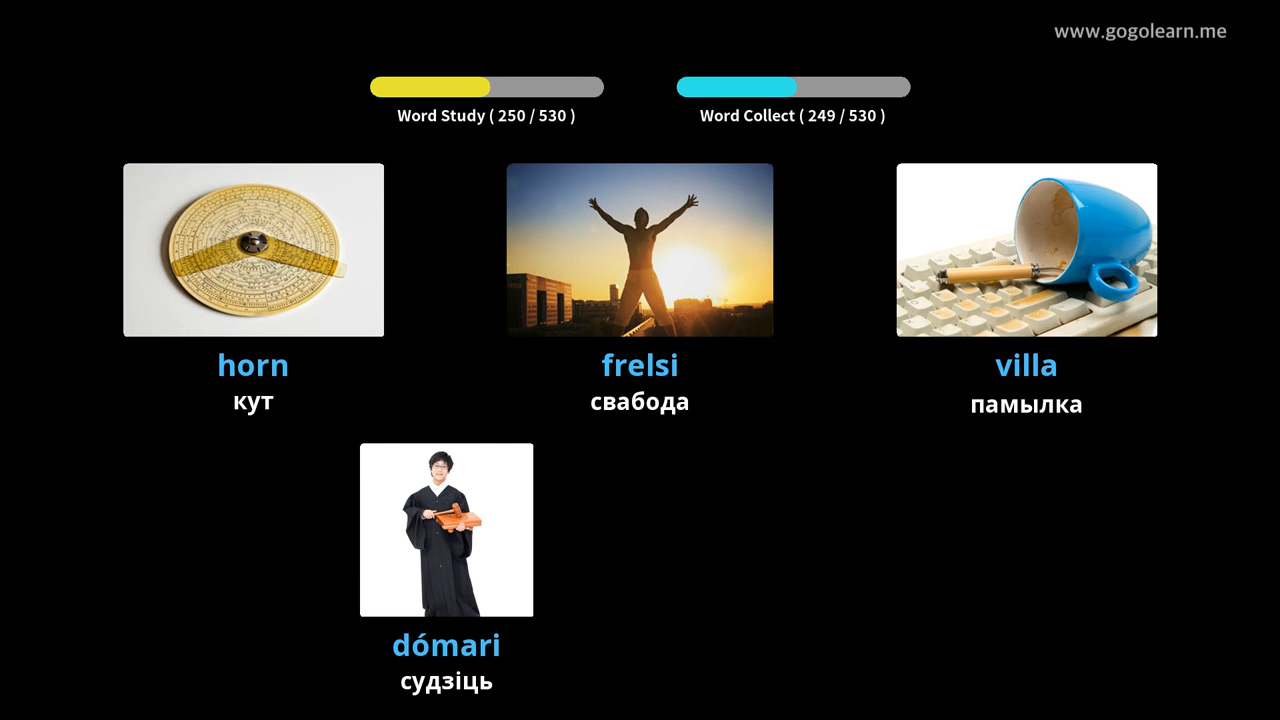 www.gogolearn.me
Word Study ( 250 / 530 )
Word Collect ( 249 / 530 )
horn
кут
frelsi
свабода
villa
памылка
dómari
судзіць